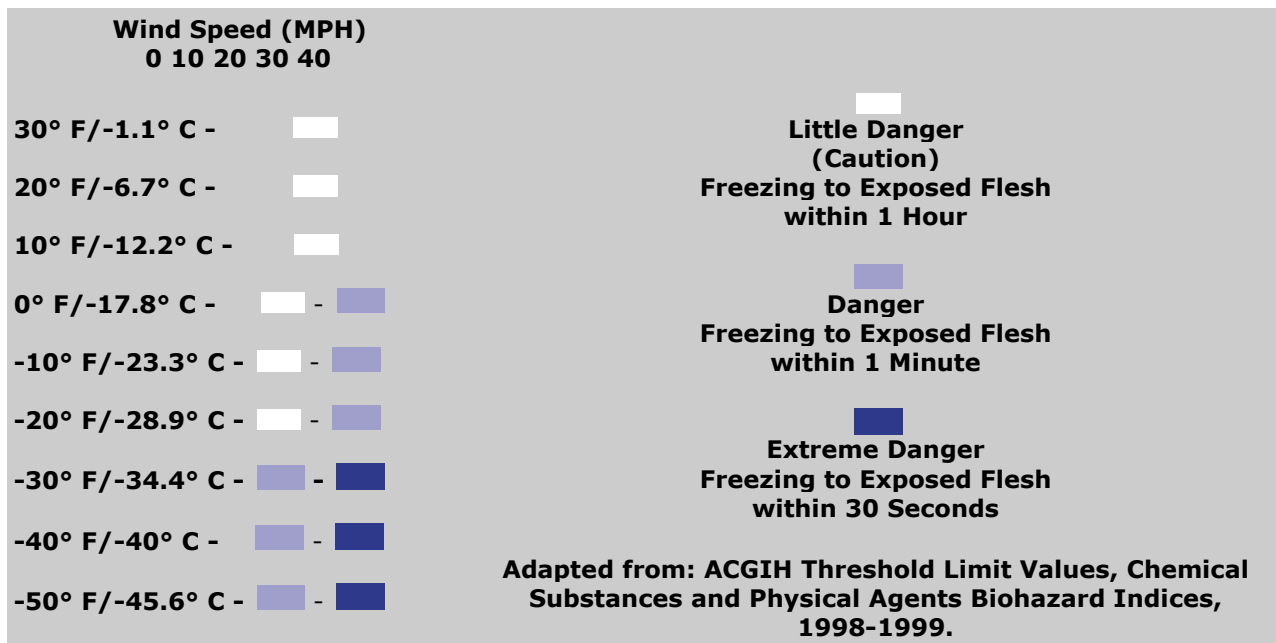 Wind Speed (MPH)
0 10 20 30 40
30° F/-1.1° C -
20° F/-6.7° C -
10° F/-12.2° C -
0° F/-17.8° C - -
-10° F/-23.3° C - -
-20° F/-28.9° C - -
-30° F/-34.4° C - -
-40° F/-40° C - -
-50° F/-45.6° C - -
Little Danger
(Caution)
Freezing to Exposed Flesh
within 1 Hour
Danger
Freezing to Exposed Flesh
within 1 Minute
Extreme Danger
Freezing to Exposed Flesh
within 30 Seconds
Adapted from: ACGIH Threshold Limit Values, Chemical
Substances and Physical Agents Biohazard Indices,
1998-1999.